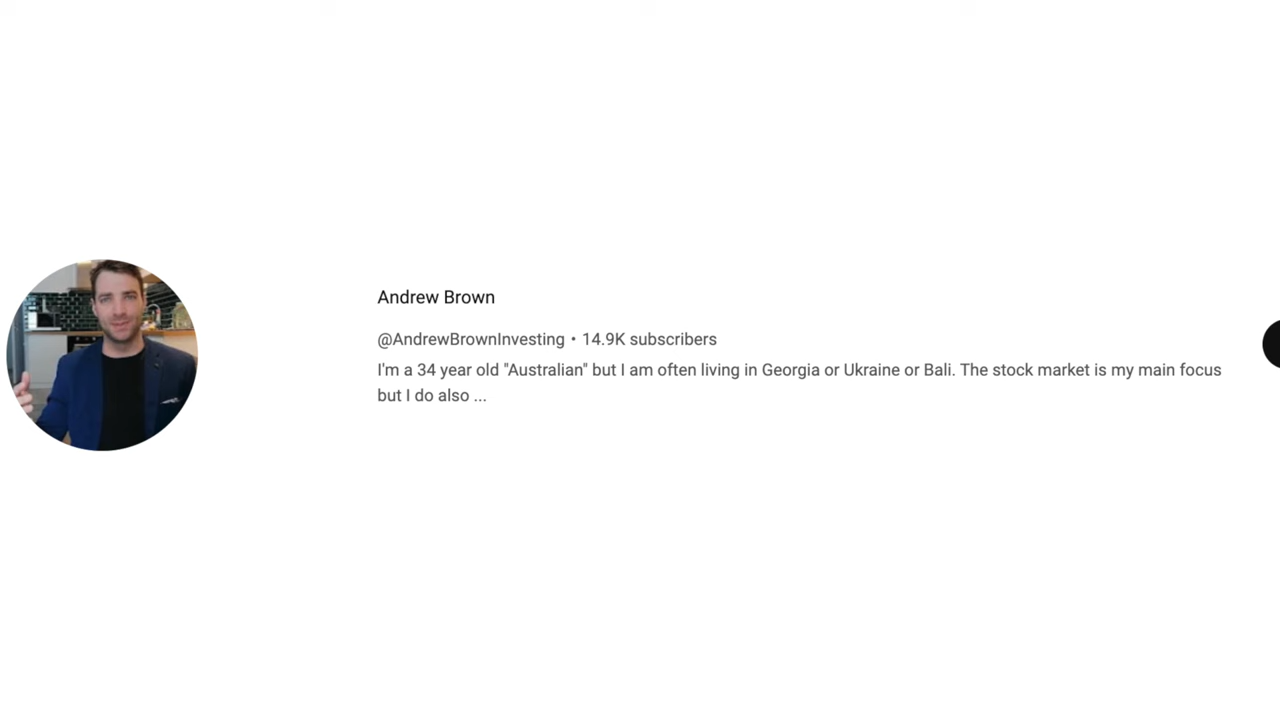 Andrew Brown
@AndrewBrownInvesting • 14.9K subscribers
I'm a 34 year old "Australian" but I am often living in Georgia or Ukraine or Bali. The stock market is my main focus
but I do also ...